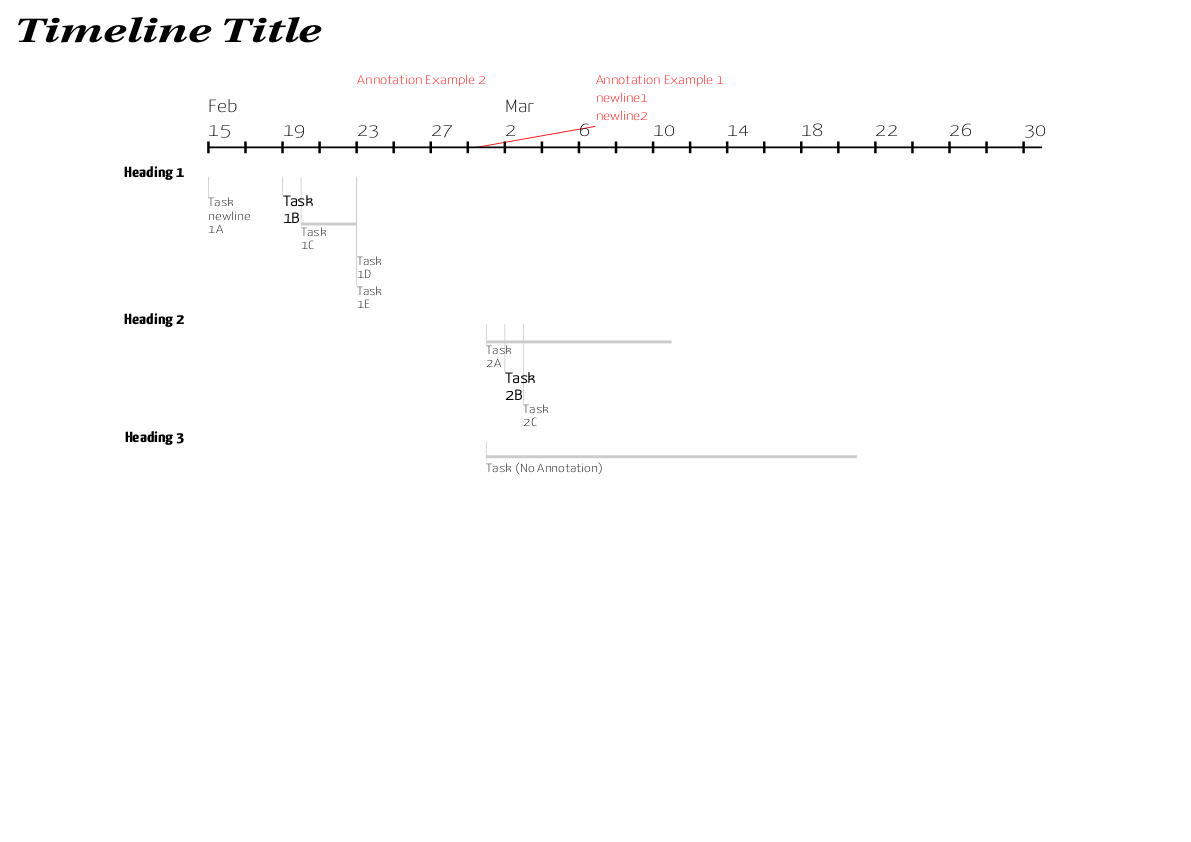 Timeline Title
Annotation Example 2
Annotation Example 1
newline1
newline2
Feb
Mar
15 19 23 27 2 6 10 14 18 22 26 30
Heading 1
Task
newline
1A
Task
1B
Task
1C
Task
1D
Task
1E
Heading 2
Task
2A
Task
2B
Task
2C
Heading 3
Task (No Annotation)